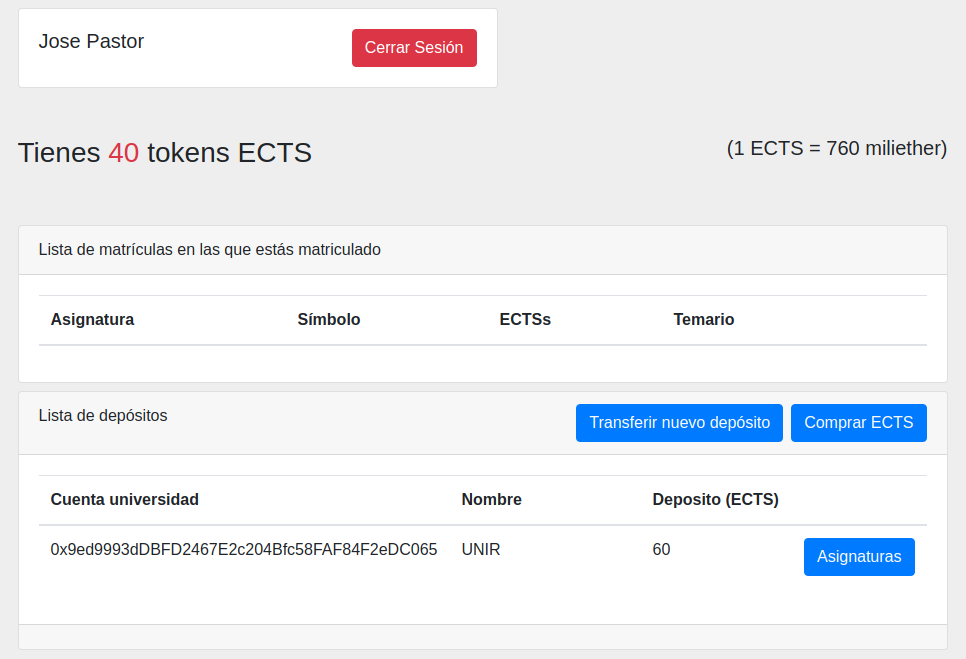 Jose Pastor
Cerrar Sesión
Tienes 40 tokens ECTS
(1 ECTS = 760 miliether)
Lista de matrículas en las que estás matriculado
Asignatura Símbolo ECTSs Temario
Lista de depósitos
Transferir nuevo depósito
Comprar ECTS
Cuenta universidad Nombre Deposito (ECTS)
0x9ed9993dDBFD2467E2c204Bfc58FAF84F2eDC065 UNIR 60 Asignaturas